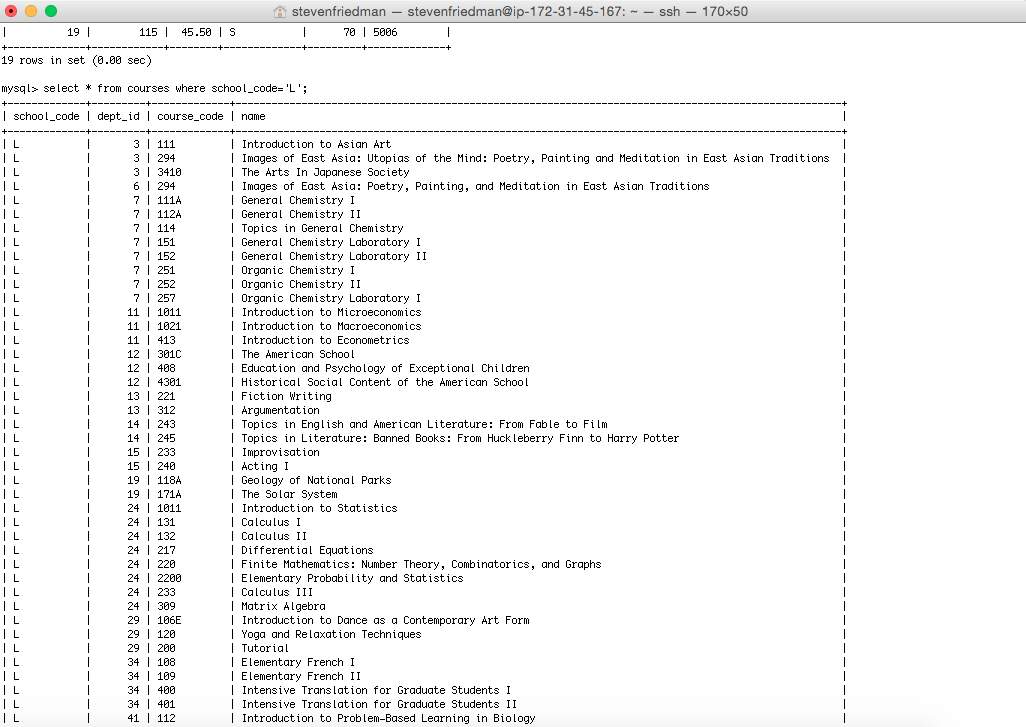 stevenfriedman — stevenfriedman@ip-172-31-45-167: ~ — ssh — 170×50
| 19 | 115 | 45.50 | S | 70 | 5006 |
19 rows in set (0.00 sec)
mysql> select * from courses where school_code='L';
| school_code | dept_id | course_code | name |
| L | 3 | 111 | Introduction to Asian Art |
| L | 3 | 294 | Images of East Asia: Utopias of the Mind: Poetry, Painting and Meditation in East Asian Traditions |
| L | 3 | 3410 | The Arts In Japanese Society |
| L | 6 | 294 | Images of East Asia: Poetry, Painting, and Meditation in East Asian Traditions |
| L | 7 | 111A | General Chemistry I |
| L | 7 | 112A | General Chemistry II |
| L | 7 | 114 | Topics in General Chemistry |
| L | 7 | 151 | General Chemistry Laboratory I |
| L | 7 | 152 | General Chemistry Laboratory II |
| L | 7 | 251 | Organic Chemistry I |
| L | 7 | 252 | Organic Chemistry II |
| L | 7 | 257 | Organic Chemistry Laboratory I |
| L | 11 | 1011 | Introduction to Microeconomics |
| L | 11 | 1021 | Introduction to Macroeconomics |
| L | 11 | 413 | Introduction to Econometrics |
| L | 12 | 301C | The American School |
| L | 12 | 408 | Education and Psychology of Exceptional Children |
| L | 12 | 4301 | Historical Social Content of the American School |
| L | 13 | 221 | Fiction Writing |
| L | 13 | 312 | Argumentation |
| L | 14 | 243 | Topics in English and American Literature: From Fable to Film |
| L | 14 | 245 | Topics in Literature: Banned Books: From Huckleberry Finn to Harry Potter |
| L | 15 | 233 | Improvisation |
| L | 15 | 240 | Acting I |
| L | 19 | 118A | Geology of National Parks |
| L | 19 | 171A | The Solar System |
| L | 24 | 1011 | Introduction to Statistics |
| L | 24 | 131 | Calculus I |
| L | 24 | 132 | Calculus II |
| L | 24 | 217 | Differential Equations |
| L | 24 | 220 | Finite Mathematics: Number Theory, Combinatorics, and Graphs |
| L | 24 | 2200 | Elementary Probability and Statistics |
| L | 24 | 233 | Calculus III |
| L | 24 | 309 | Matrix Algebra |
| L | 29 | 106E | Introduction to Dance as a Contemporary Art Form |
| L | 29 | 120 | Yoga and Relaxation Techniques |
| L | 29 | 200 | Tutorial |
| L | 34 | 108 | Elementary French I |
| L | 34 | 109 | Elementary French II |
| L | 34 | 400 | Intensive Translation for Graduate Students I |
| L | 34 | 401 | Intensive Translation for Graduate Students II |
| L | 41 | 112 | Introduction to Problem-Based Learning in Biology |